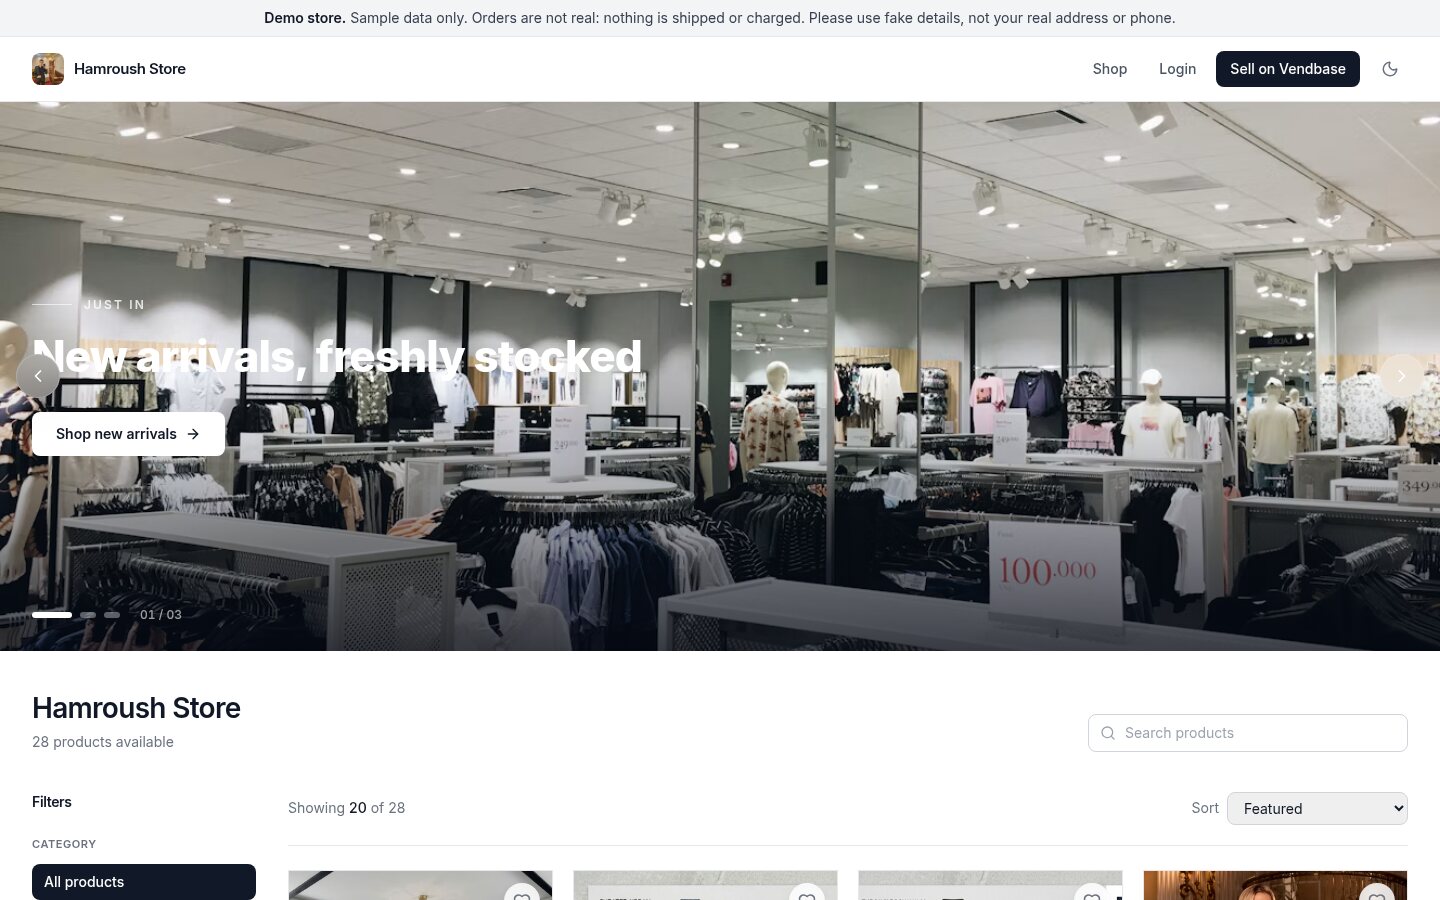 Demo store. Sample data only. Orders are not real: nothing is shipped or charged. Please use fake details, not your real address or phone.
Hamroush Store
Shop
Login
Sell on Vendbase
JUST IN
New arrivals, freshly stocked
Shop new arrivals
249.000
349.00
100.000
01 / 03
Hamroush Store
28 products available
Search products
Filters
Showing 20 of 28
Sort
Featured
CATEGORY
All products